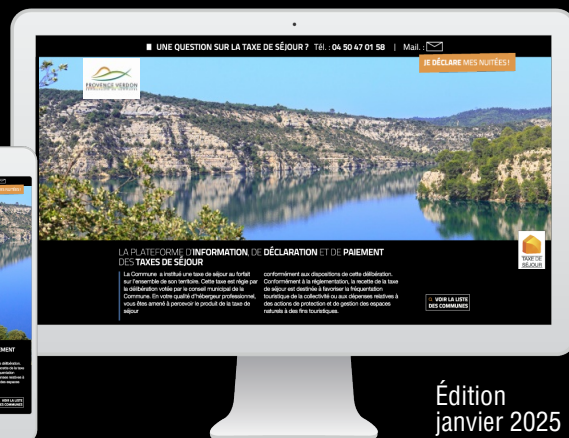 UNE QUESTION SUR LA TAXE DE SÉJOUR ? Tél. : 04 50 47 01 58 | Mail. :
JE DÉCLARE MES NUITÉES !
PROVENCE VERDON
LA PLATEFORME D'INFORMATION, DE DÉCLARATION ET DE PAIEMENT
DES TAXES DE SÉJOUR
La Commune a institué une taxe de séjour au forfait
sur l'ensemble de son territoire. Cette taxe est régie par
la délibération votée par le conseil municipal de la
Commune. En votre qualité d'hébergeur professionnel,
vous êtes amené à percevoir le produit de la taxe de
séjour
conformément aux dispositions de cette délibération.
Conformément à la réglementation, la recette de la taxe
de séjour est destinée à favoriser la fréquentation
touristique de la collectivité ou aux dépenses relatives à
des actions de protection et de gestion des espaces
naturels à des fins touristiques.
TAXE DE
SÉJOUR
VOIR LA LISTE
DES COMMUNES
VOIR LA LISTE
DES COMMUNES
Édition
janvier 2025